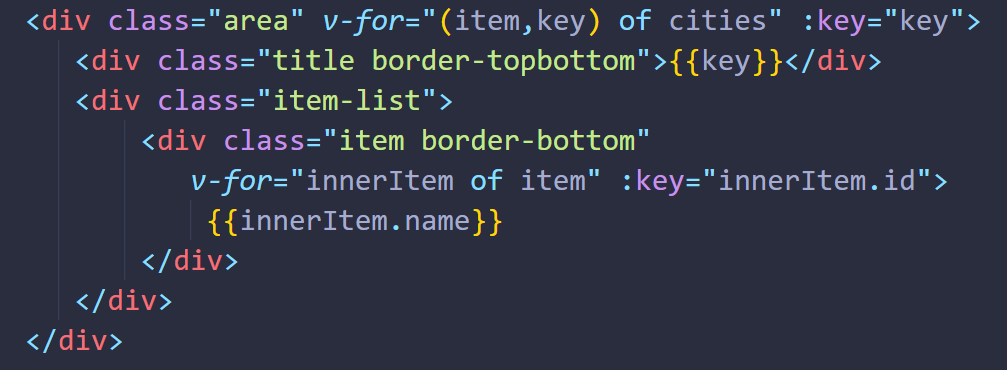 <div class="area" v-for="(item,key) of cities" :key="key">
<div class="title border-topbottom">{{key}}</div>
<div class="item-list">
<div class="item border-bottom"
v-for="innerItem of item" :key="innerItem.id">
{{innerItem.name}}
</div>
</div>
</div>